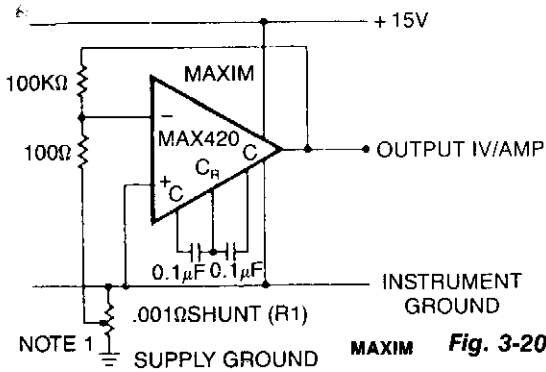 + 15V
100KΩ
MAXIM
−
MAX420
100Ω
C
C_R
OUTPUT IV/AMP
+
C
0.1µF 0.1µF
INSTRUMENT
GROUND
.001ΩSHUNT (R1)
NOTE 1
SUPPLY GROUND
MAXIM
Fig. 3-20